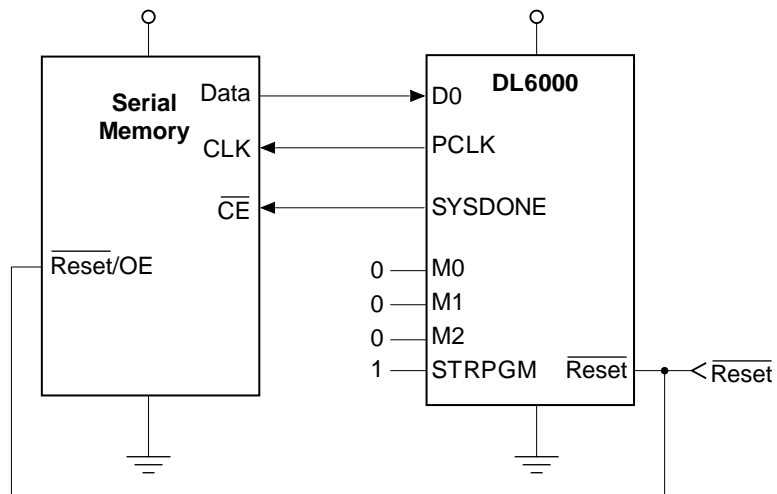 Serial
Memory
Data
CLK
CE
Reset/OE
DL6000
D0
PCLK
SYSDONE
0 M0
0 M1
0 M2
1 STRPGM
Reset
Reset